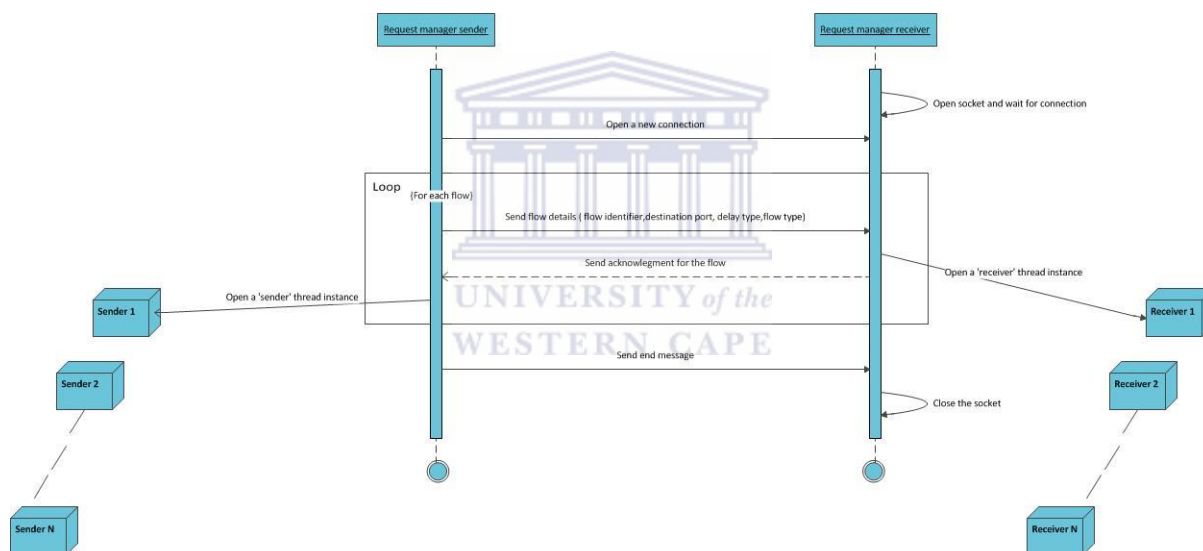 Request manager sender
Request manager receiver
Open socket and wait for connection
Open a new connection
Loop
{For each flow}
Send flow details ( flow identifier,destination port, delay type,flow type)
Send acknowlegment for the flow
Open a 'receiver' thread instance
Open a 'sender' thread instance
UNIVERSITY of the
WESTERN CAPE
Sender 1
Receiver 1
Send end message
Sender 2
Receiver 2
Close the socket
Sender N
Receiver N